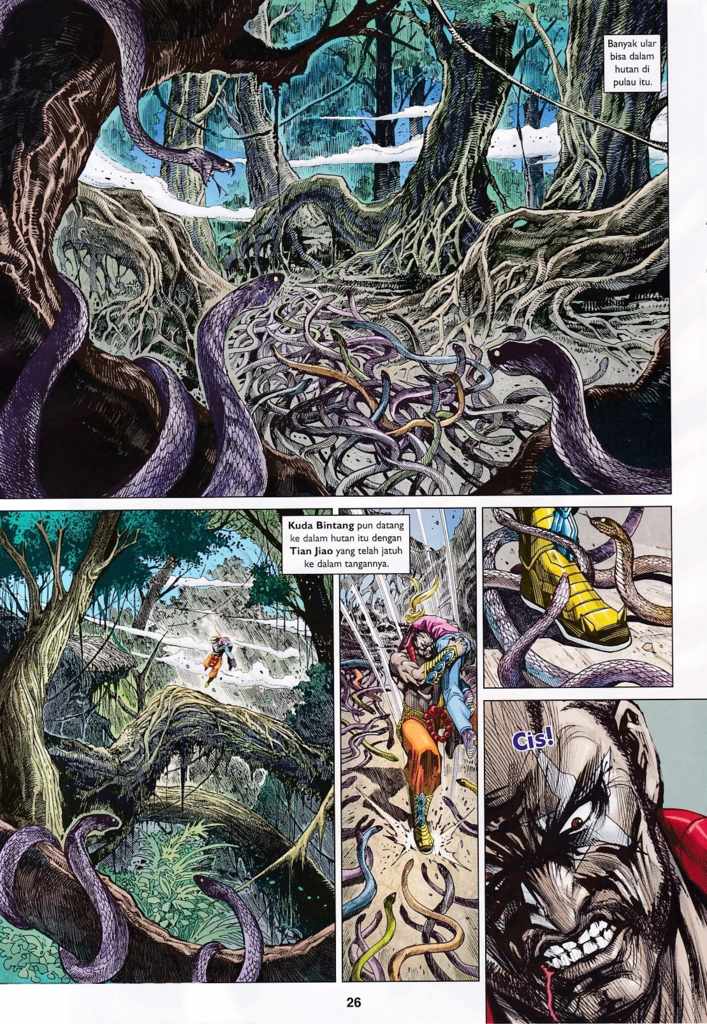 Banyak ular
bisa dalam
hutan di
pulau itu.
Kuda Bintang pun datang
ke dalam hutan itu dengan
Tian Jiao yang telah jatuh
ke dalam tangannya.
Cis!
26